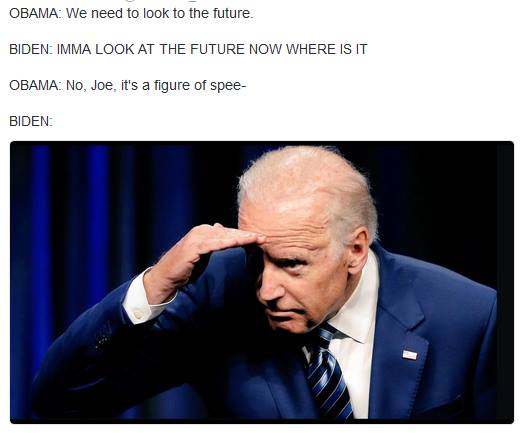 OBAMA: We need to look to the future.
BIDEN: IMMA LOOK AT THE FUTURE NOW WHERE IS IT
OBAMA: No, Joe, it's a figure of spee-
BIDEN: